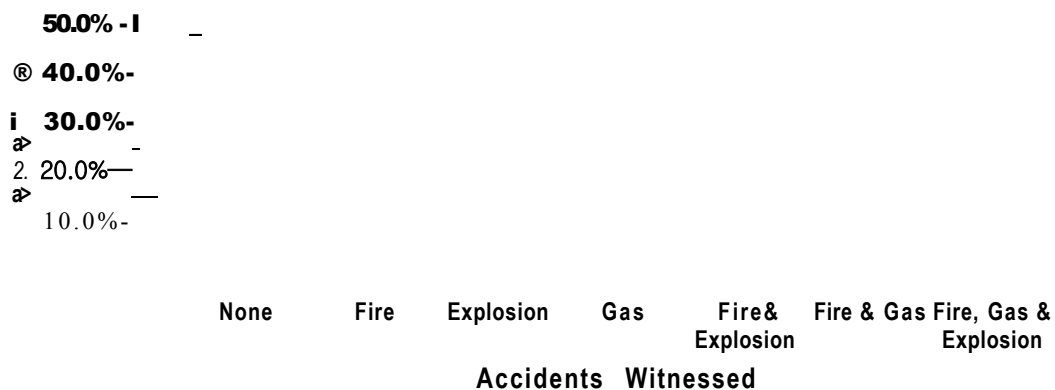 50.0% - I
® 40.0%-
i 30.0%-
a>
2. 20.0%—
a>
10.0%-
None Fire Explosion Gas Fire& Fire & Gas Fire, Gas &
Explosion Explosion
Accidents Witnessed